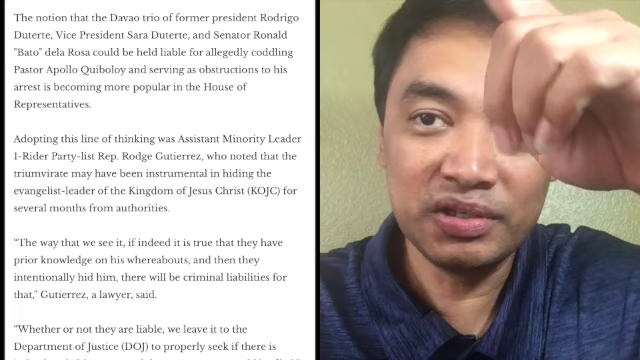 The notion that the Davao trio of former president Rodrigo
Duterte, Vice President Sara Duterte, and Senator Ronald
"Bato" dela Rosa could be held liable for allegedly coddling
Pastor Apollo Quiboloy and serving as obstructions to his
arrest is becoming more popular in the House of
Representatives.
Adopting this line of thinking was Assistant Minority Leader
1-Rider Party-list Rep. Rodge Gutierrez, who noted that the
triumvirate may have been instrumental in hiding the
evangelist-leader of the Kingdom of Jesus Christ (KOJC) for
several months from authorities.
“The way that we see it, if indeed it is true that they have
prior knowledge on his whereabouts, and then they
intentionally hid him, there will be criminal liabilities for
that," Gutierrez, a lawyer, said.
“Whether or not they are liable, we leave it to the
Department of Justice (DOJ) to properly seek if there is